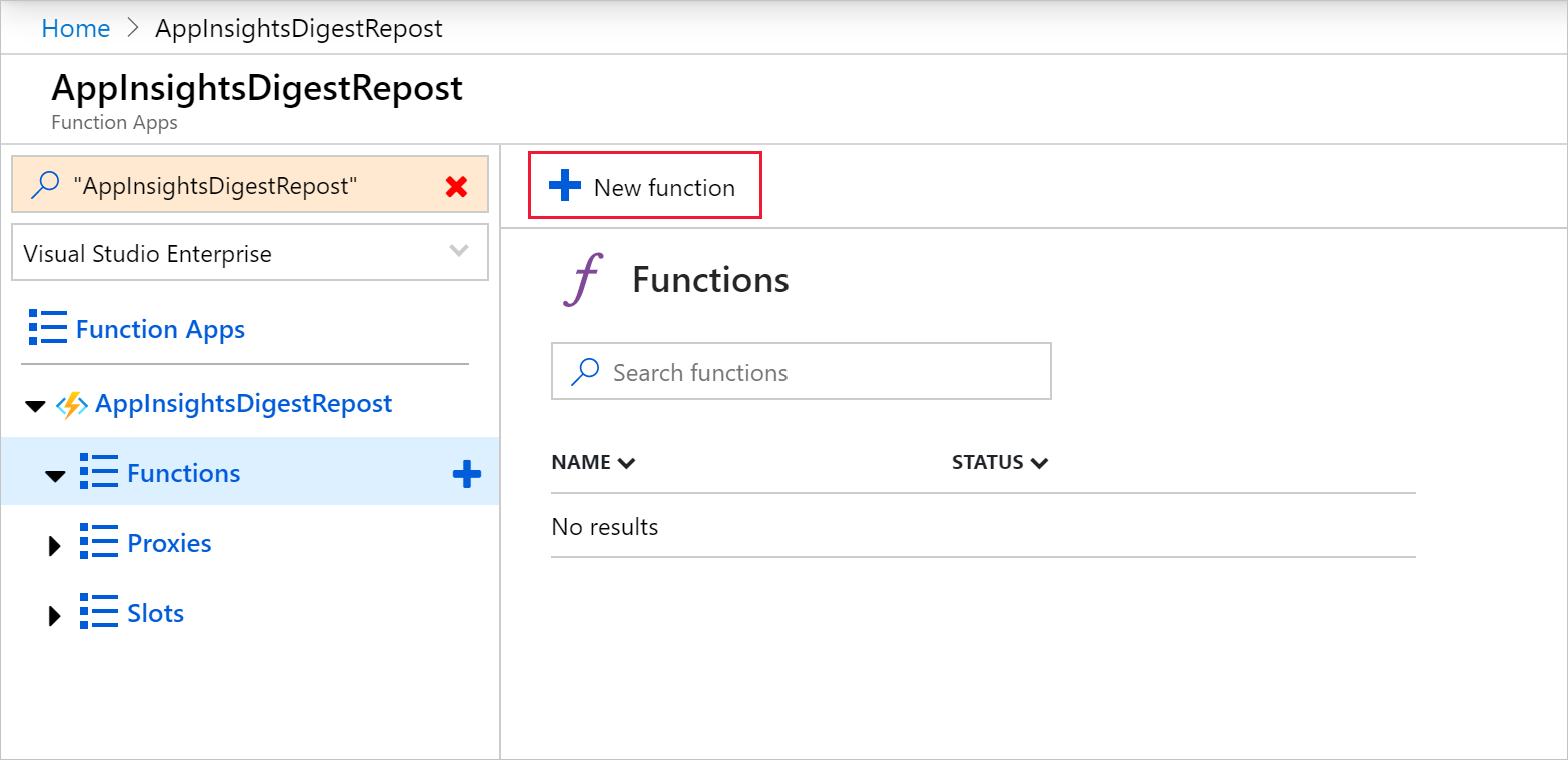 Home > AppInsightsDigestRepost
AppInsightsDigestRepost
Function Apps
"AppInsightsDigestRepost"
Visual Studio Enterprise
Function Apps
AppInsightsDigestRepost
Functions
Proxies
Slots
New function
Functions
Search functions
NAME STATUS
No results